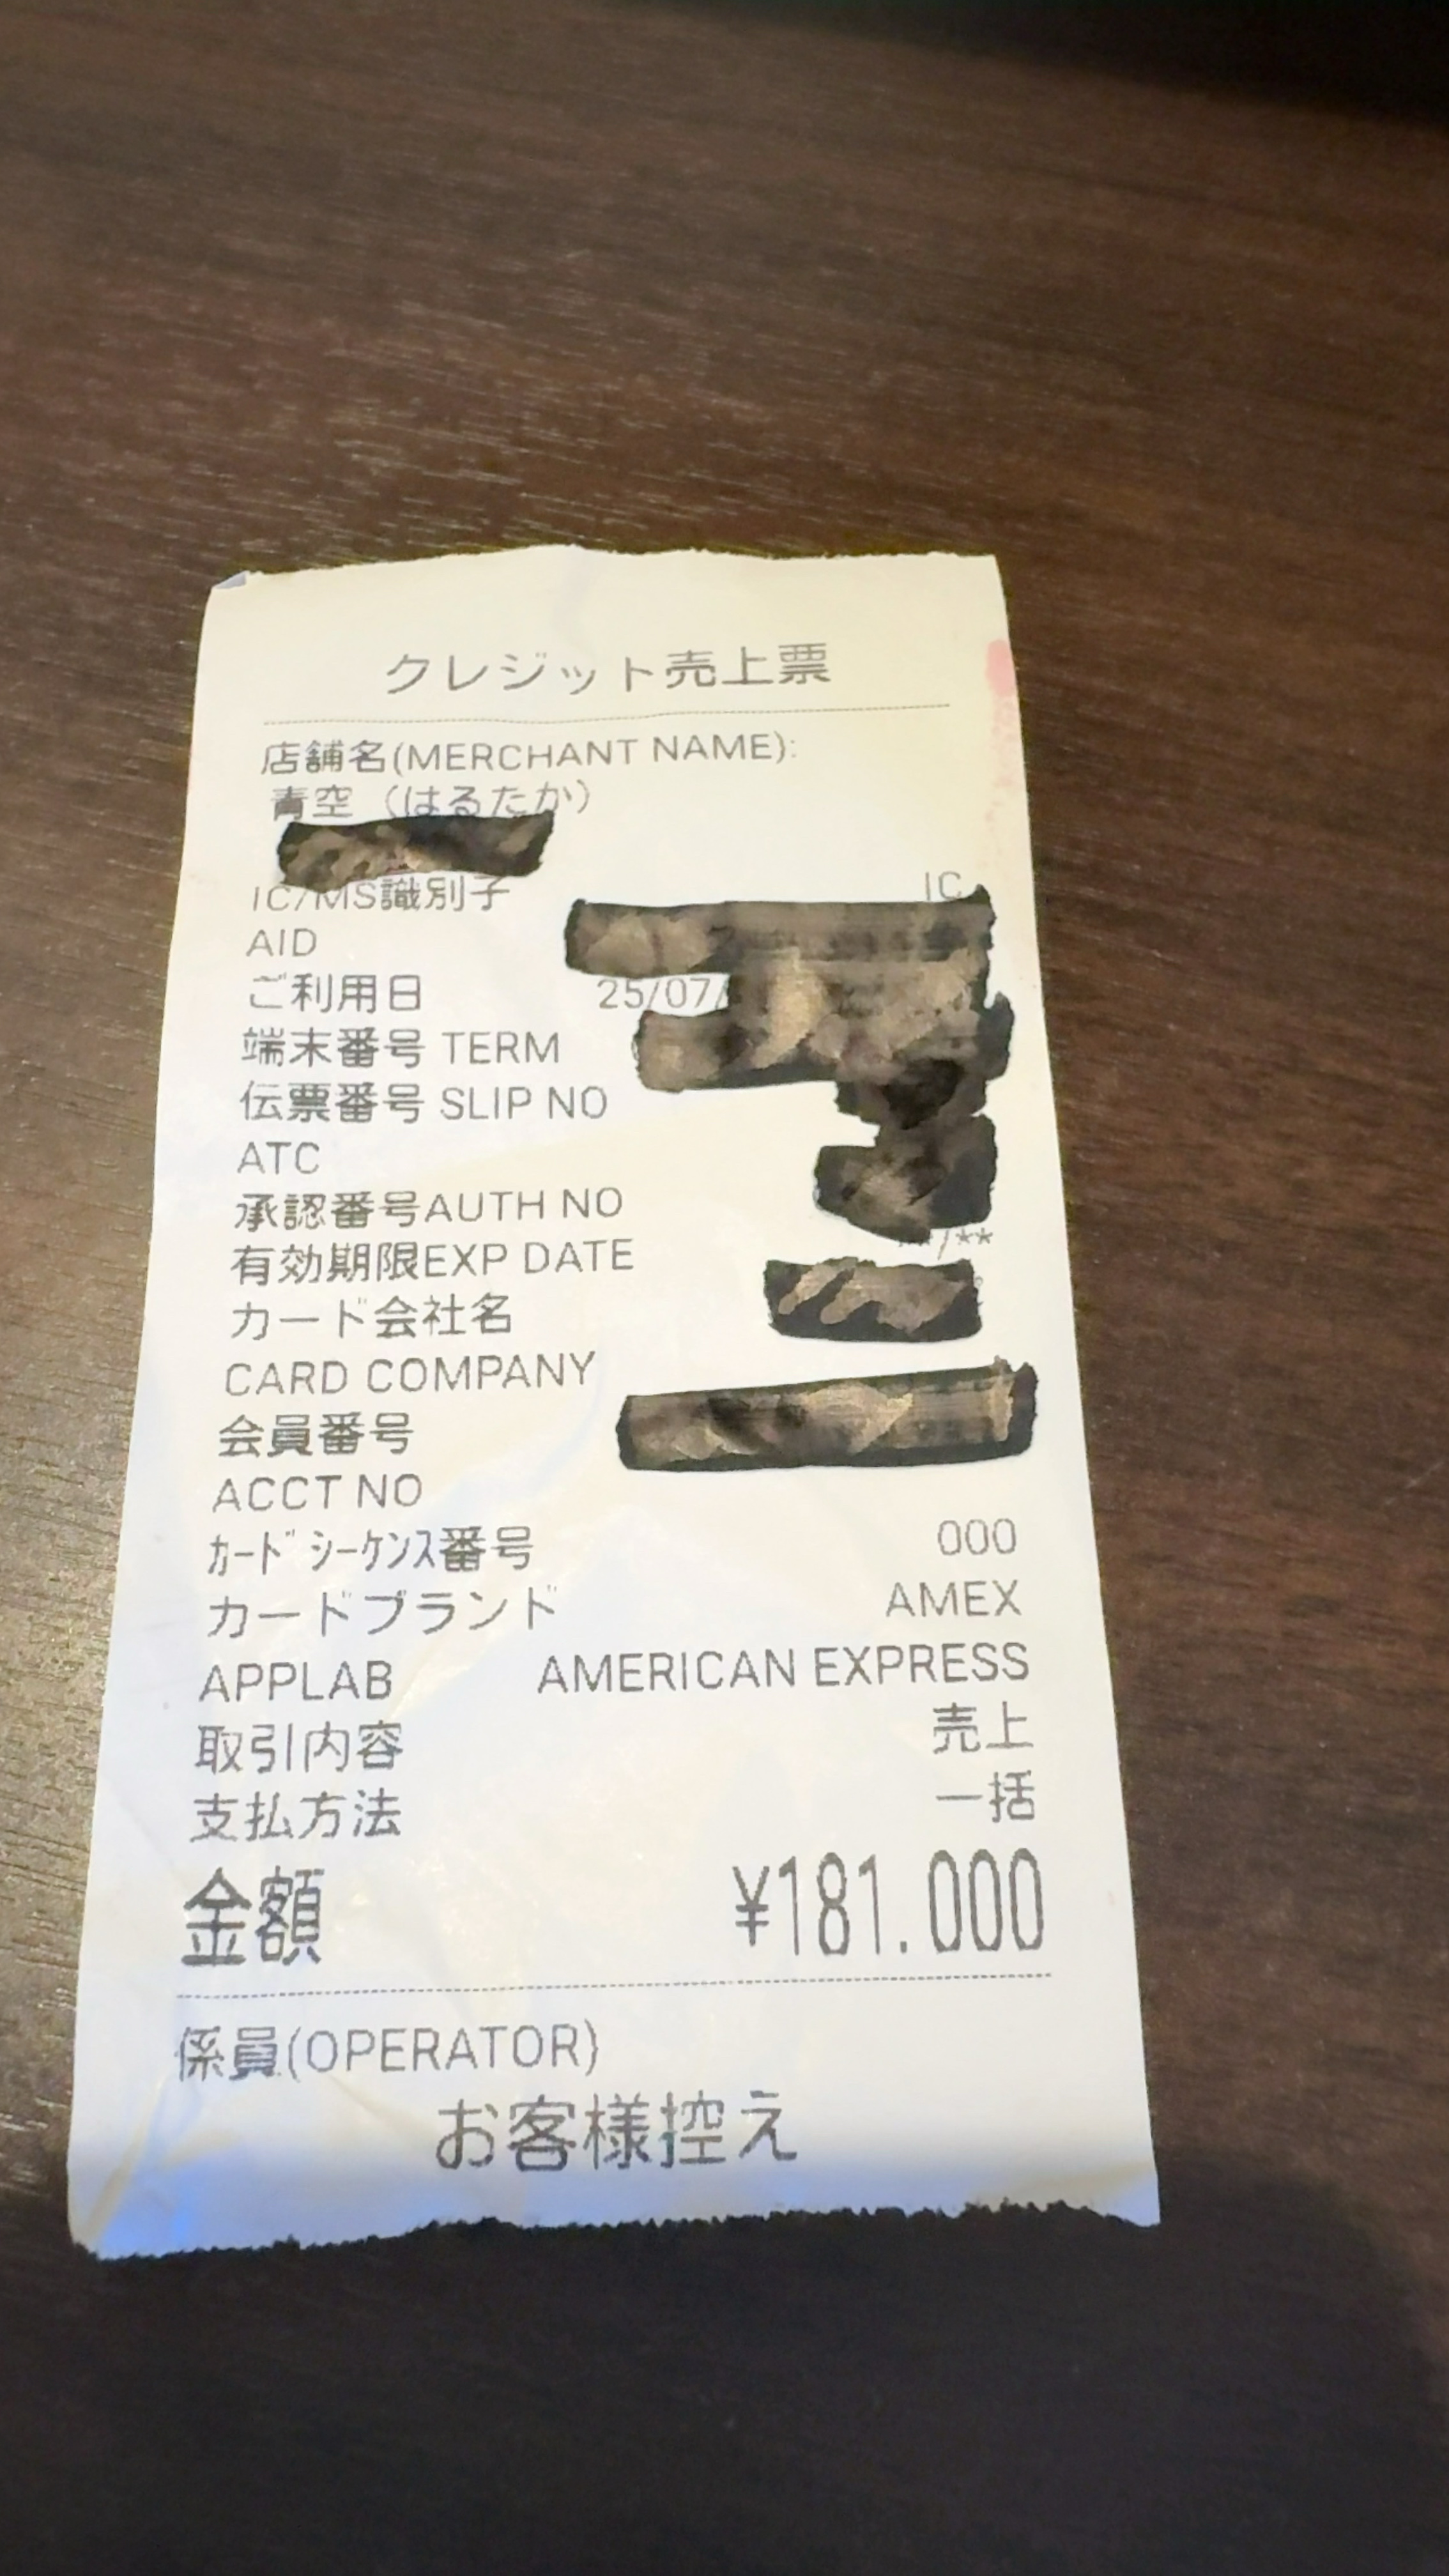 クレジット売上票
店舗名(MERCHANT NAME):
青空（はるたか）
IC/MS識別子 IC
AID
ご利用日 25/07/
端末番号 TERM
伝票番号 SLIP NO
ATC
承認番号AUTH NO
有効期限EXP DATE **/**
カード会社名
CARD COMPANY
会員番号
ACCT NO
ｶｰﾄﾞｼｰｹﾝｽ番号 000
カードブランド AMEX
APPLAB AMERICAN EXPRESS
取引内容 売上
支払方法 一括
金額 ¥181.000
係員(OPERATOR)
お客様控え